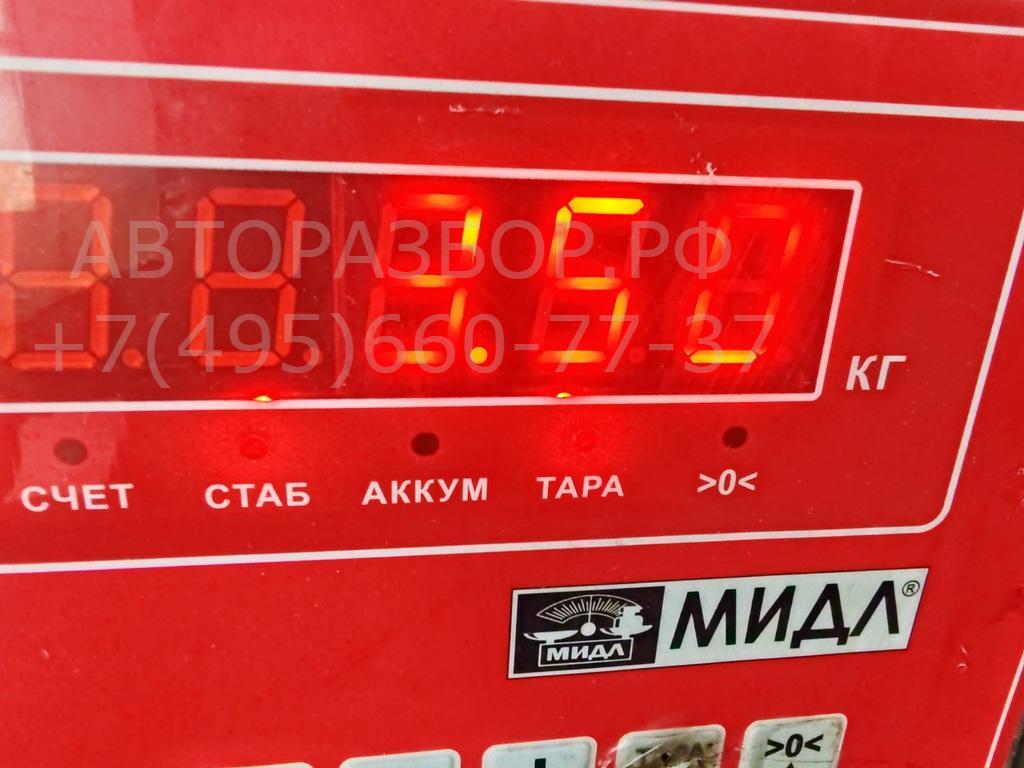 АВТОРАЗБОР.РФ
+7(495)660-77-37
КГ
СЧЕТ СТАБ АККУМ ТАРА >0<
МИДЛ МИДЛ®
>0<